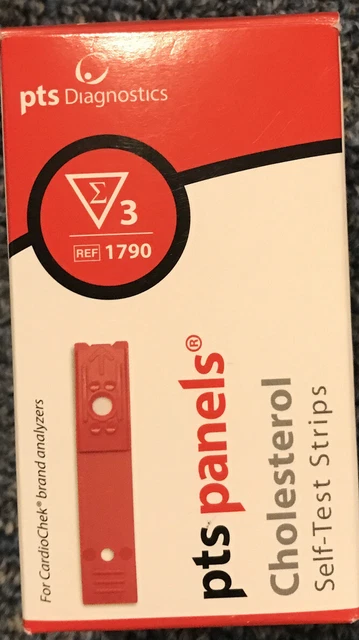 pts Diagnostics
Σ 3
REF 1790
For CardioChek® brand analyzers
pts panels®
Cholesterol
Self-Test Strips